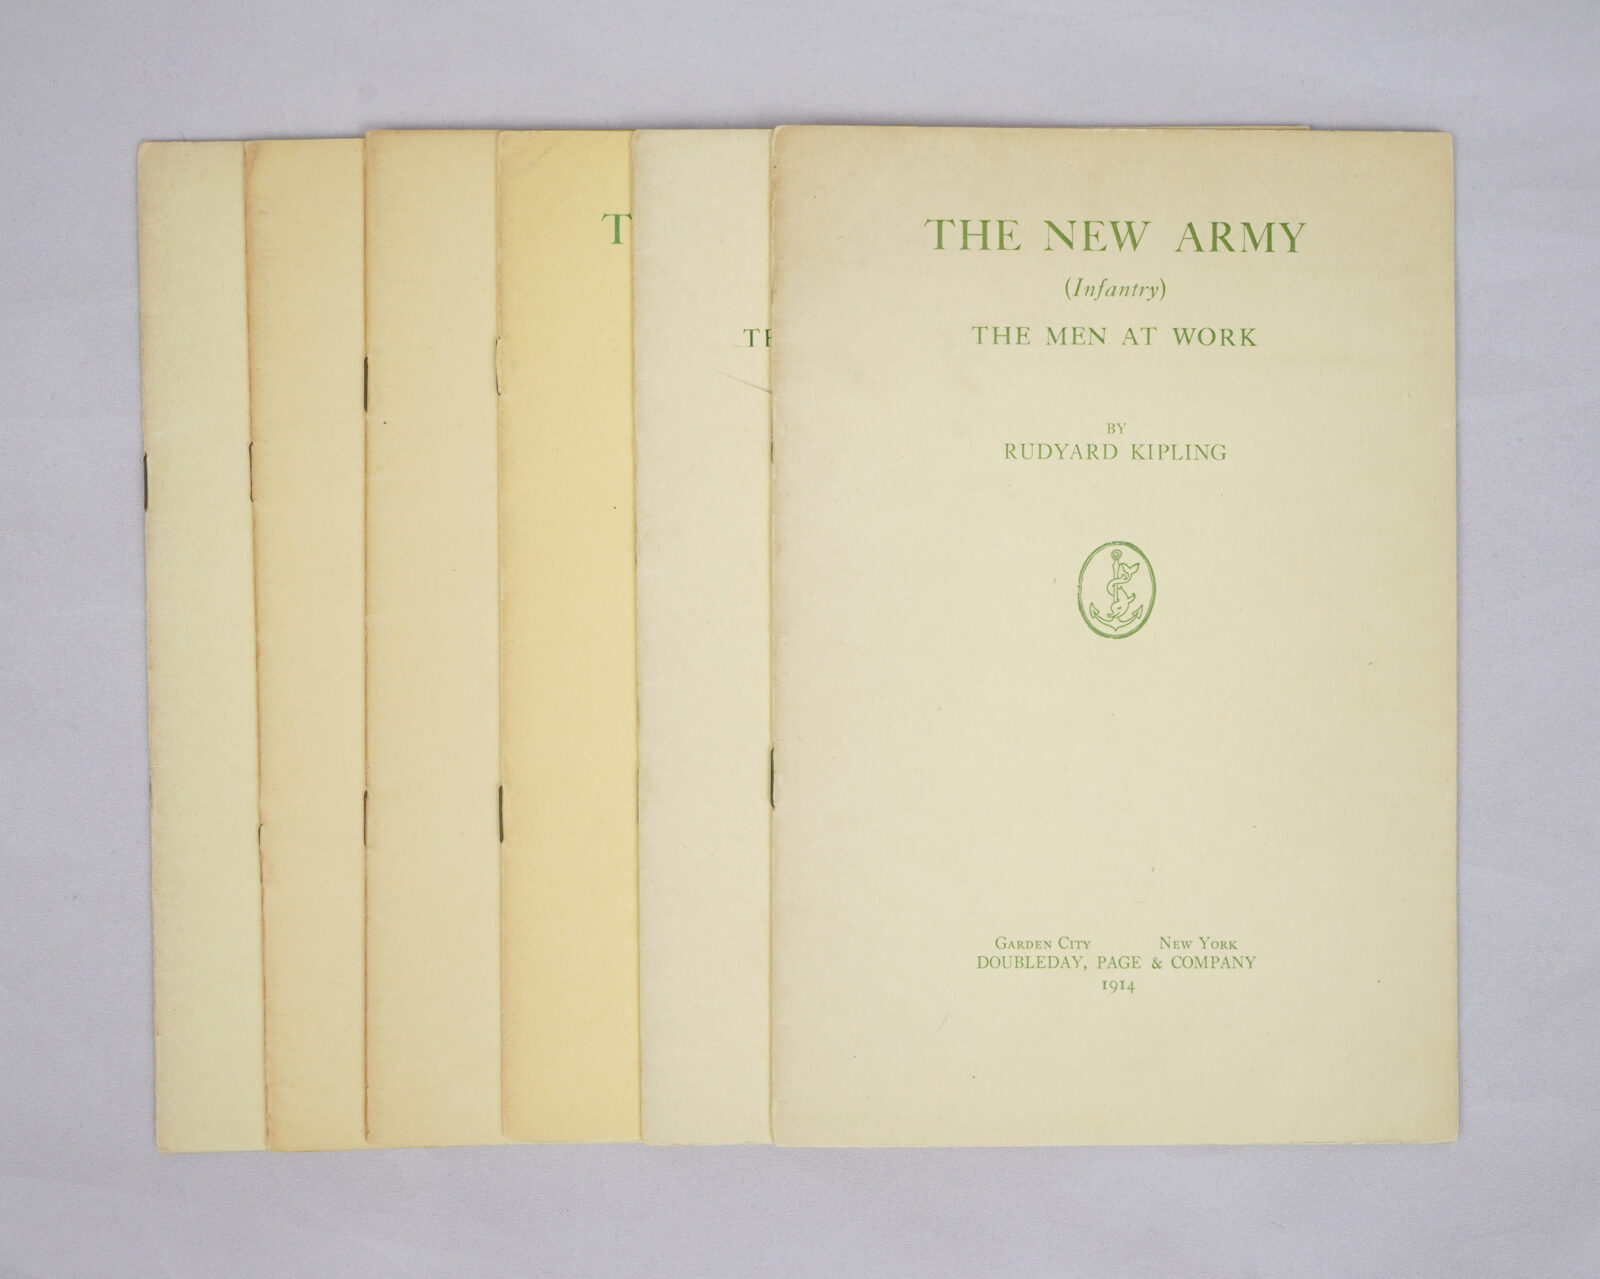 T
TH
THE NEW ARMY
(Infantry)
THE MEN AT WORK
BY
RUDYARD KIPLING
GARDEN CITY NEW YORK
DOUBLEDAY, PAGE & COMPANY
1914